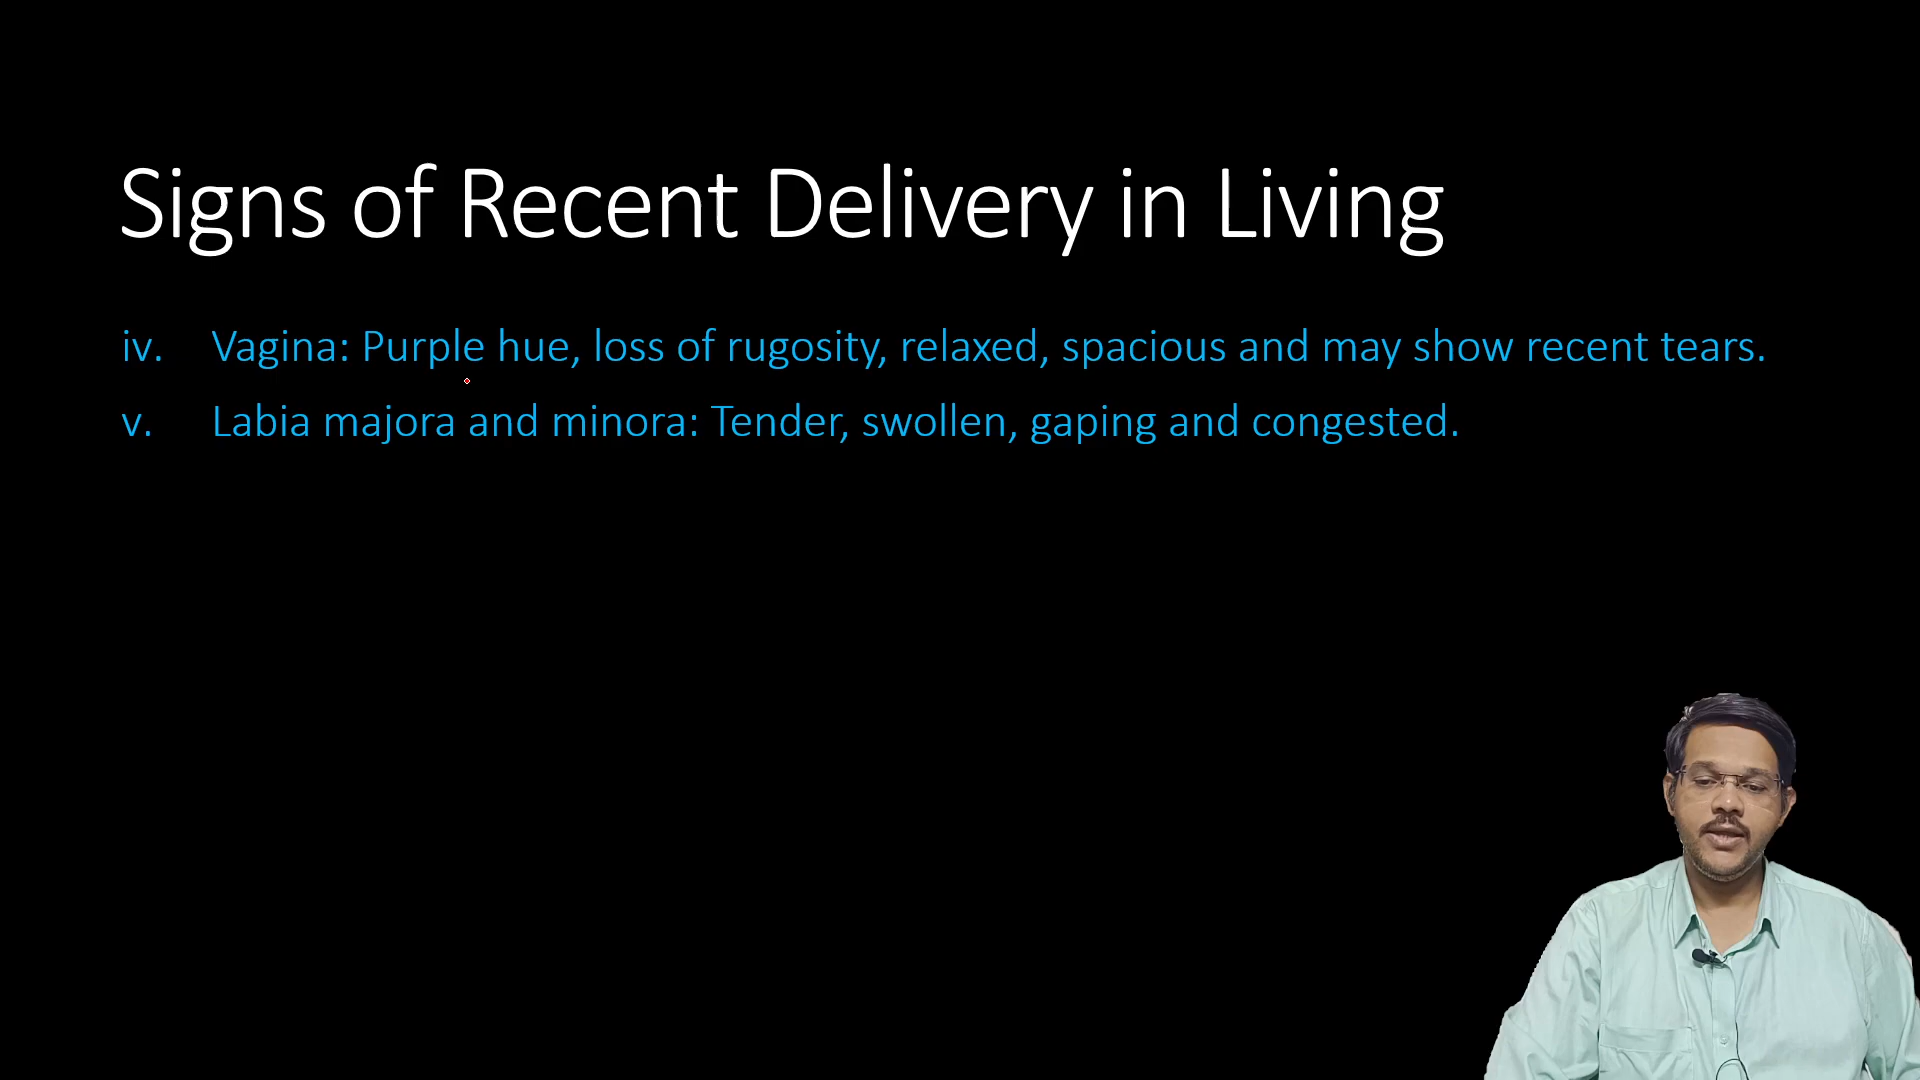 Signs of Recent Delivery in Living
iv. Vagina: Purple hue, loss of rugosity, relaxed, spacious and may show recent tears.
v. Labia majora and minora: Tender, swollen, gaping and congested.